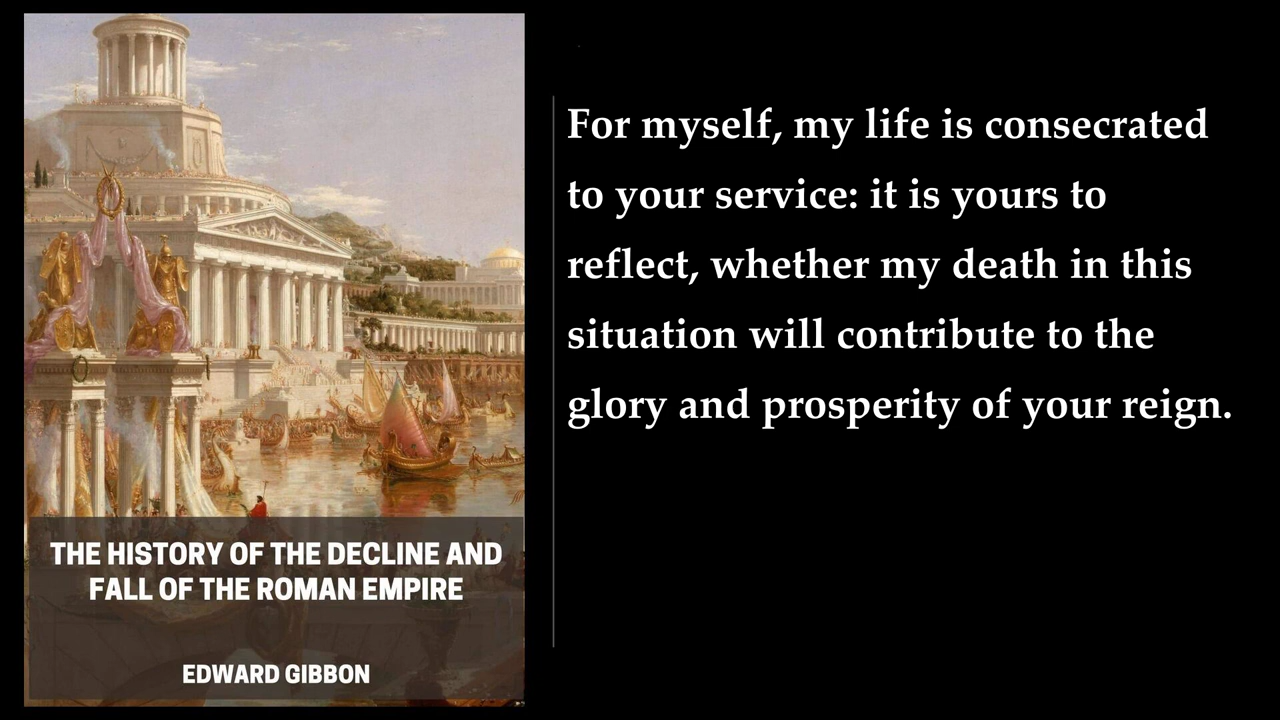 THE HISTORY OF THE DECLINE AND
FALL OF THE ROMAN EMPIRE
EDWARD GIBBON
For myself, my life is consecrated
to your service: it is yours to
reflect, whether my death in this
situation will contribute to the
glory and prosperity of your reign.